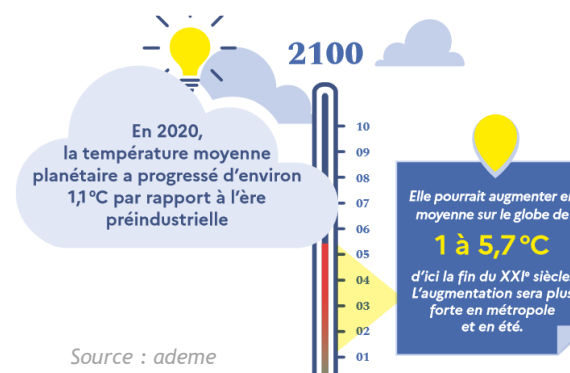 2100
En 2020,
la température moyenne
planétaire a progressé d'environ
1,1°C par rapport à l'ère
préindustrielle
10
09
08
07
06
05
04
03
02
01
Elle pourrait augmenter en
moyenne sur le globe de
1 à 5,7°C
d'ici la fin du XXIe siècle.
L'augmentation sera plus
forte en métropole
et en été.
Source : ademe